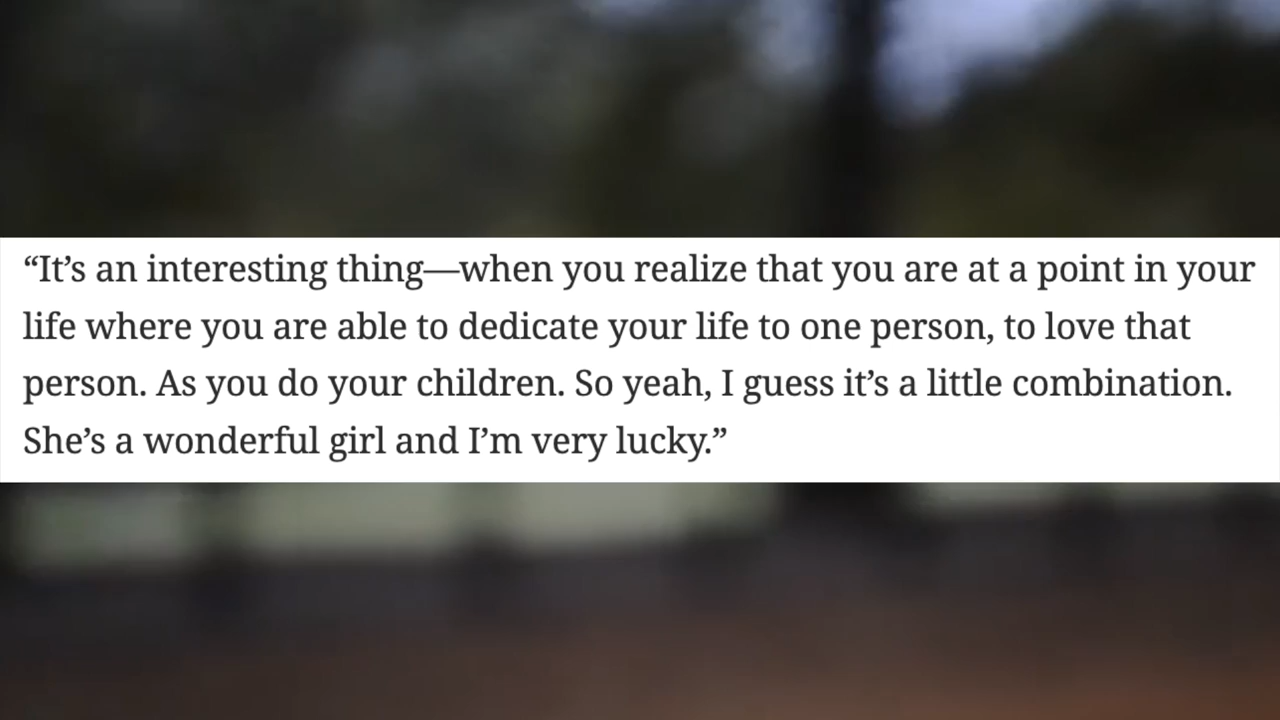 “It’s an interesting thing—when you realize that you are at a point in your
life where you are able to dedicate your life to one person, to love that
person. As you do your children. So yeah, I guess it’s a little combination.
She’s a wonderful girl and I’m very lucky.”